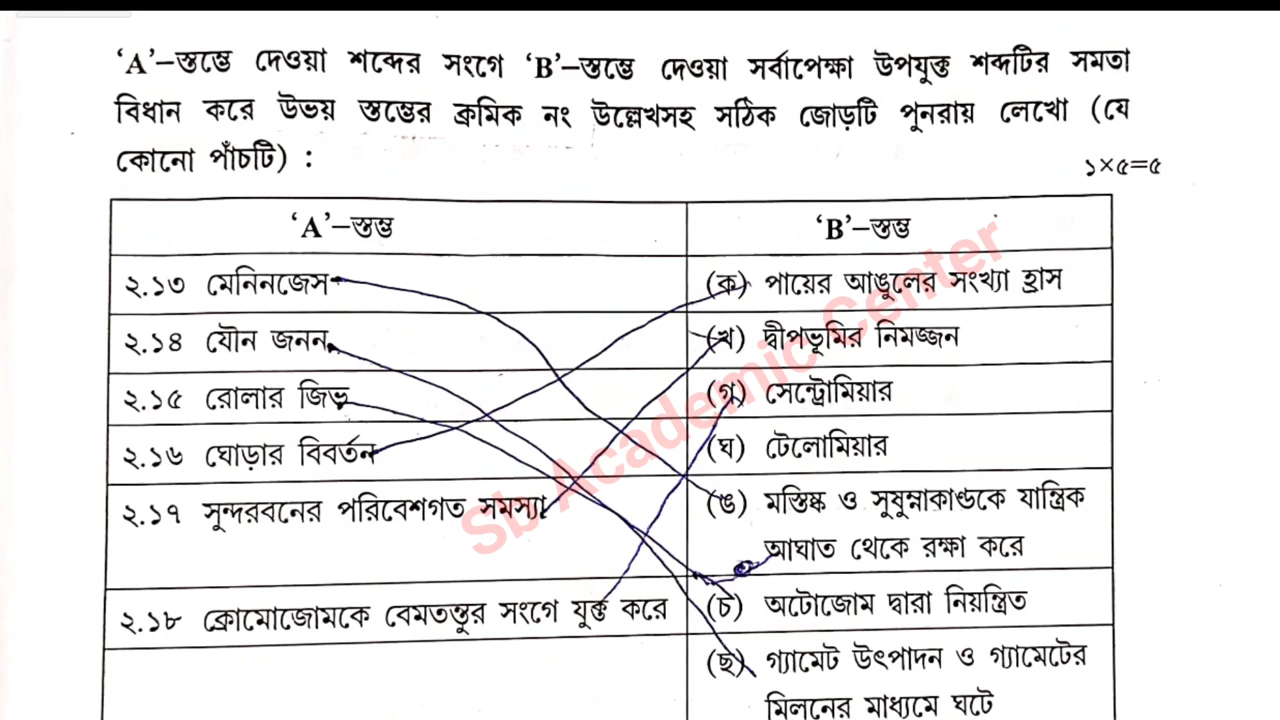 ‘A’–স্তম্ভে দেওয়া শব্দের সংগে ‘B’–স্তম্ভে দেওয়া সর্বাপেক্ষা উপযুক্ত শব্দটির সমতা
বিধান করে উভয় স্তম্ভের ক্রমিক নং উল্লেখসহ সঠিক জোড়টি পুনরায় লেখো (যে
কোনো পাঁচটি) :
১×৫=৫
‘A’–স্তম্ভ ‘B’–স্তম্ভ
২.১৩ মেনিনজেস (ক) পায়ের আঙুলের সংখ্যা হ্রাস
২.১৪ যৌন জনন (খ) দ্বীপভূমির নিমজ্জন
২.১৫ রোলার জিভ (গ) সেন্ট্রোমিয়ার
২.১৬ ঘোড়ার বিবর্তন (ঘ) টেলোমিয়ার
২.১৭ সুন্দরবনের পরিবেশগত সমস্যা (ঙ) মস্তিষ্ক ও সুষুম্নাকাণ্ডকে যান্ত্রিক
আঘাত থেকে রক্ষা করে
২.১৮ ক্রোমোজোমকে বেমতন্তুর সংগে যুক্ত করে (চ) অটোজোম দ্বারা নিয়ন্ত্রিত
(ছ) গ্যামেট উৎপাদন ও গ্যামেটের
মিলনের মাধ্যমে ঘটে
Sb Academic Center